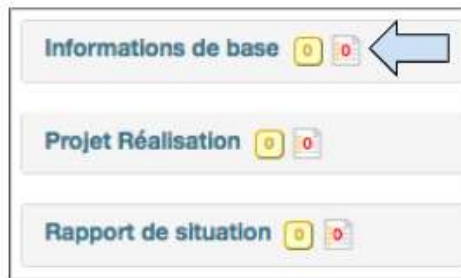 Informations de base 0 0
Projet Réalisation 0 0
Rapport de situation 0 0